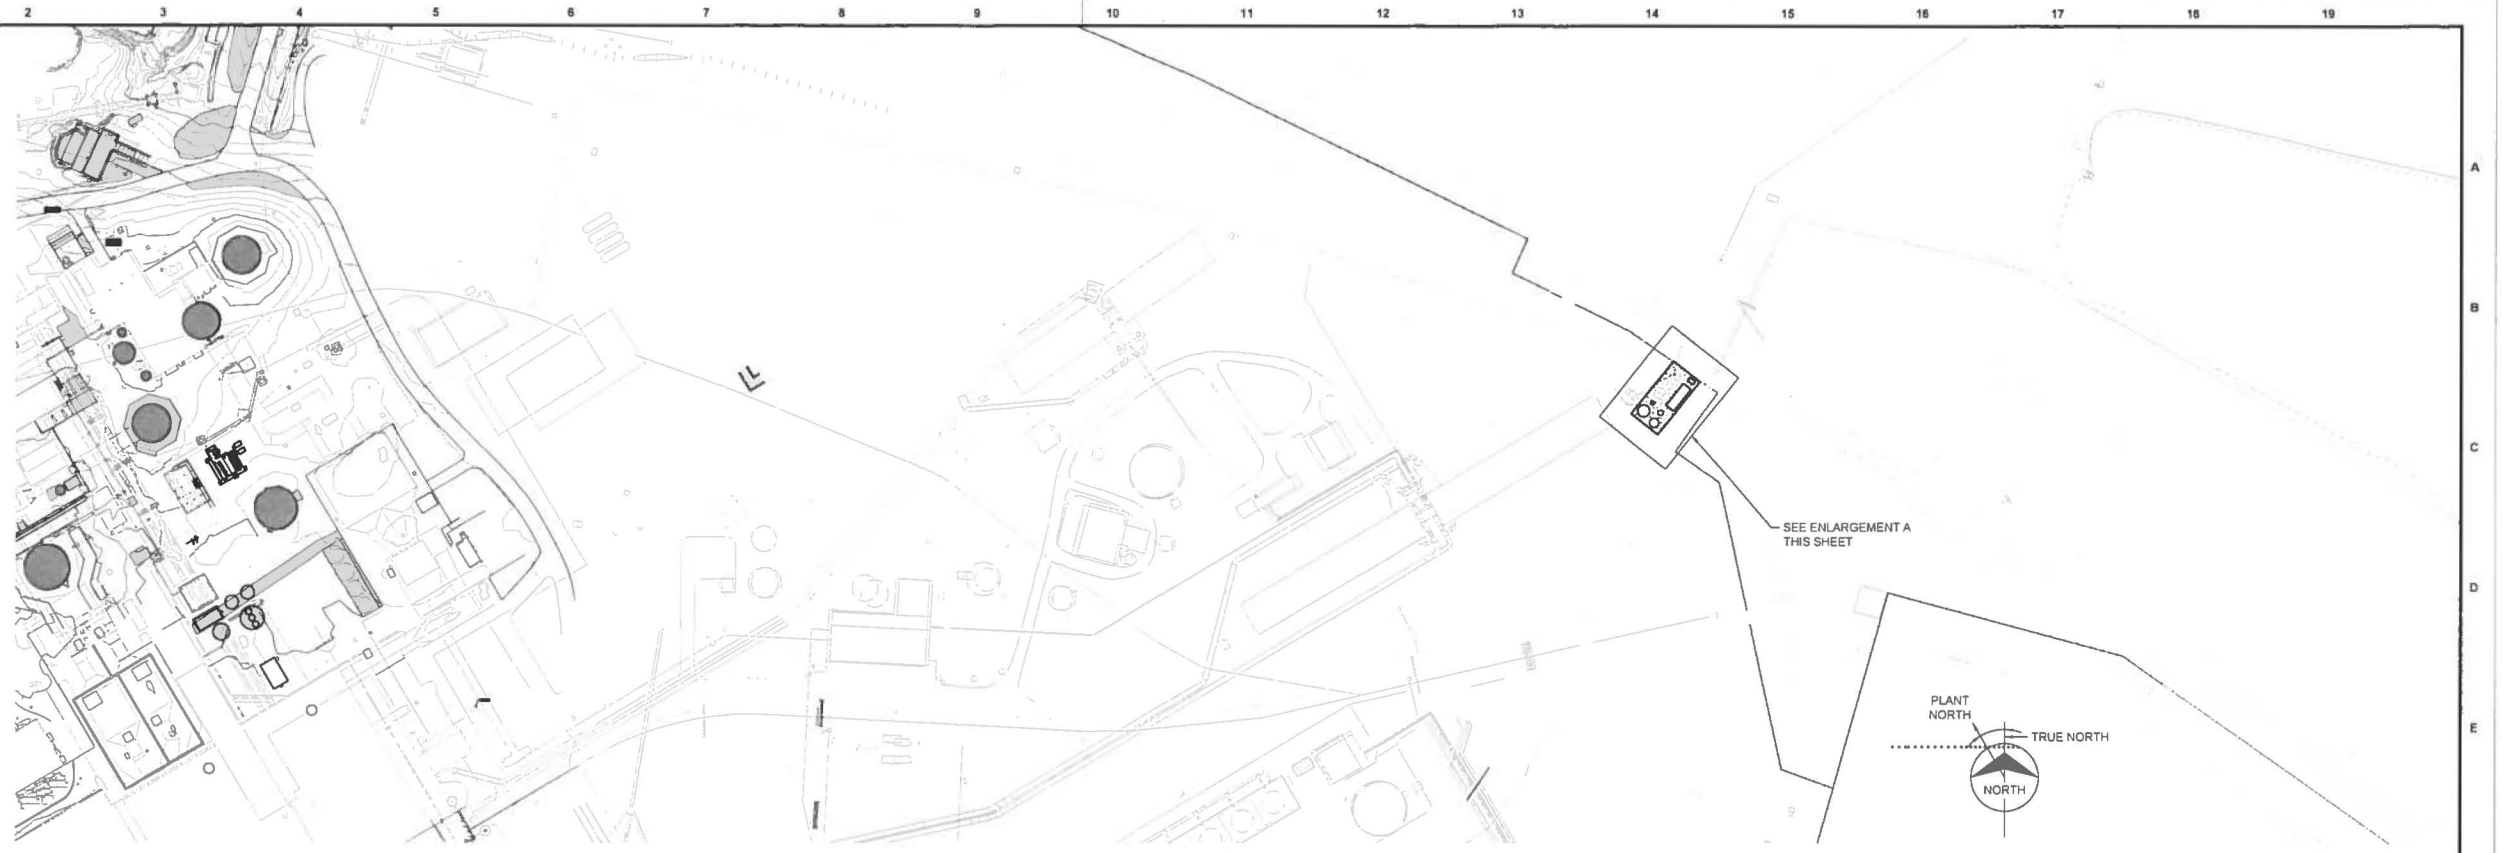 2 3 4 5 6 7 8 9 10 11 12 13 14 15 16 17 18 19
A
B
C
SEE ENLARGEMENT A
THIS SHEET
D
PLANT
NORTH
TRUE NORTH
E
NORTH